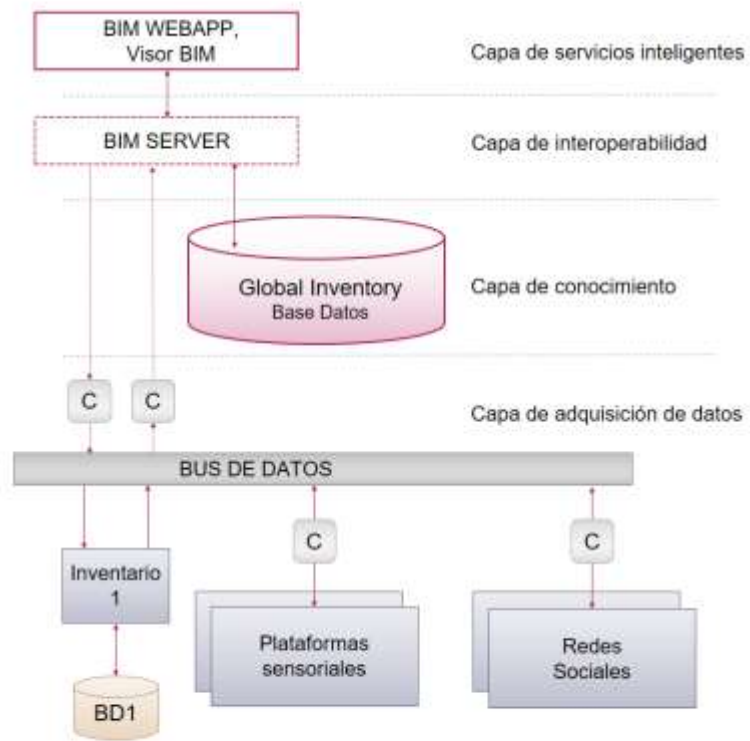 BIM WEBAPP,
Visor BIM
Capa de servicios inteligentes
BIM SERVER
Capa de interoperabilidad
Global Inventory
Base Datos
Capa de conocimiento
C
C
Capa de adquisición de datos
BUS DE DATOS
C
C
Inventario
1
Plataformas
sensoriales
Redes
Sociales
BD1